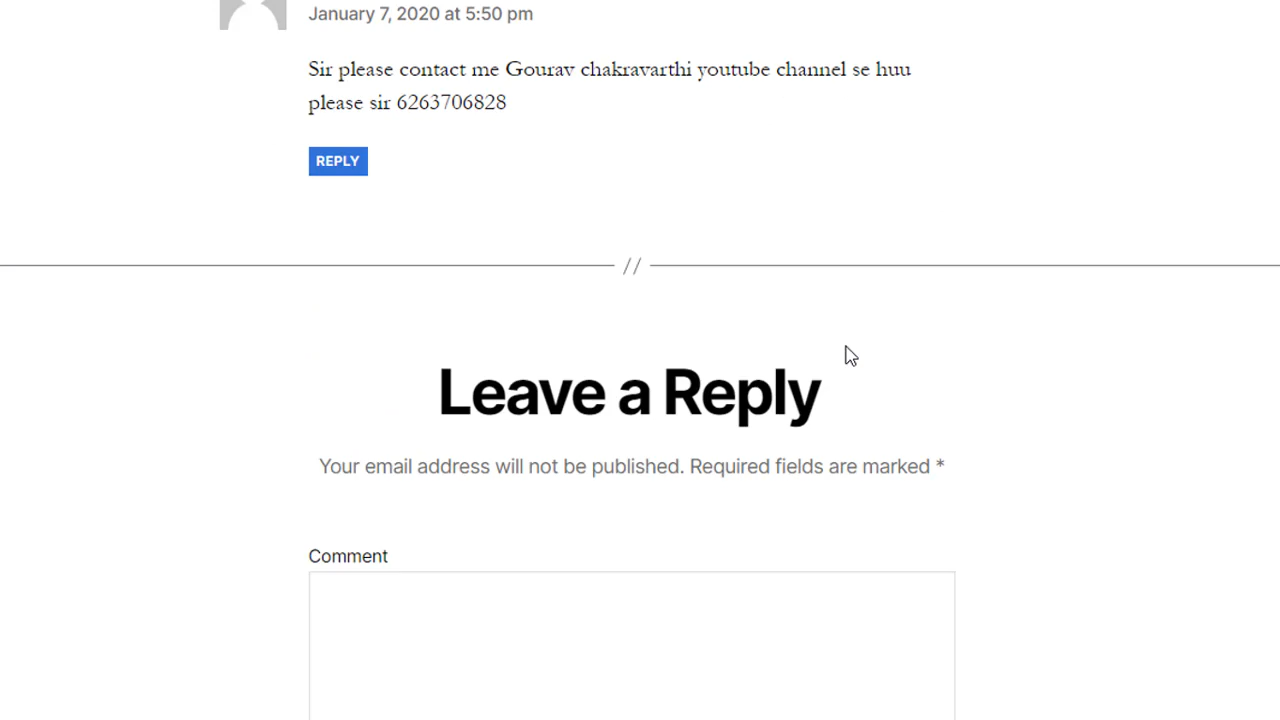 January 7, 2020 at 5:50 pm
Sir please contact me Gourav chakravarthi youtube channel se huu
please sir 6263706828
REPLY
//
Leave a Reply
Your email address will not be published. Required fields are marked *
Comment